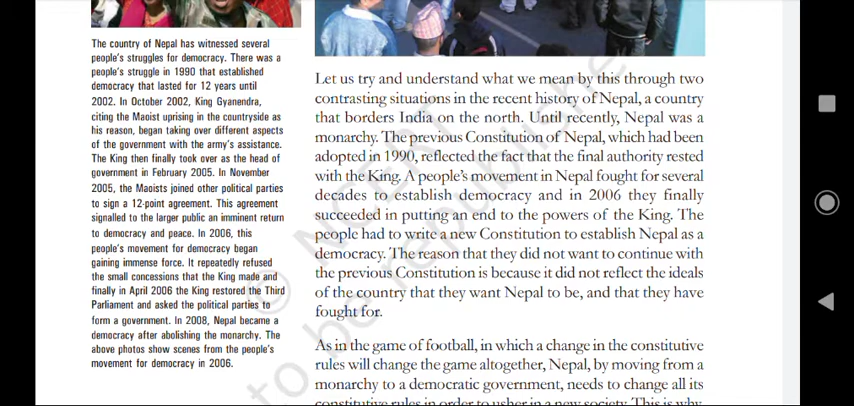 The country of Nepal has witnessed several
people's struggles for democracy. There was a
people's struggle in 1990 that established
democracy that lasted for 12 years until
2002. In October 2002, King Gyanendra,
citing the Maoist uprising in the countryside as
his reason, began taking over different aspects
of the government with the army's assistance.
The King then finally took over as the head of
government in February 2005. In November
2005, the Maoists joined other political parties
to sign a 12-point agreement. This agreement
signalled to the larger public an imminent return
to democracy and peace. In 2006, this
people's movement for democracy began
gaining immense force. It repeatedly refused
the small concessions that the King made and
finally in April 2006 the King restored the Third
Parliament and asked the political parties to
form a government. In 2008, Nepal became a
democracy after abolishing the monarchy. The
above photos show scenes from the people's
movement for democracy in 2006.
Let us try and understand what we mean by this through two
contrasting situations in the recent history of Nepal, a country
that borders India on the north. Until recently, Nepal was a
monarchy. The previous Constitution of Nepal, which had been
adopted in 1990, reflected the fact that the final authority rested
with the King. A people's movement in Nepal fought for several
decades to establish democracy and in 2006 they finally
succeeded in putting an end to the powers of the King. The
people had to write a new Constitution to establish Nepal as a
democracy. The reason that they did not want to continue with
the previous Constitution is because it did not reflect the ideals
of the country that they want Nepal to be, and that they have
fought for.
As in the game of football, in which a change in the constitutive
rules will change the game altogether, Nepal, by moving from a
monarchy to a democratic government, needs to change all its
constitutive rules in order to usher in a new society. This is why
© NCERT
to be republishe